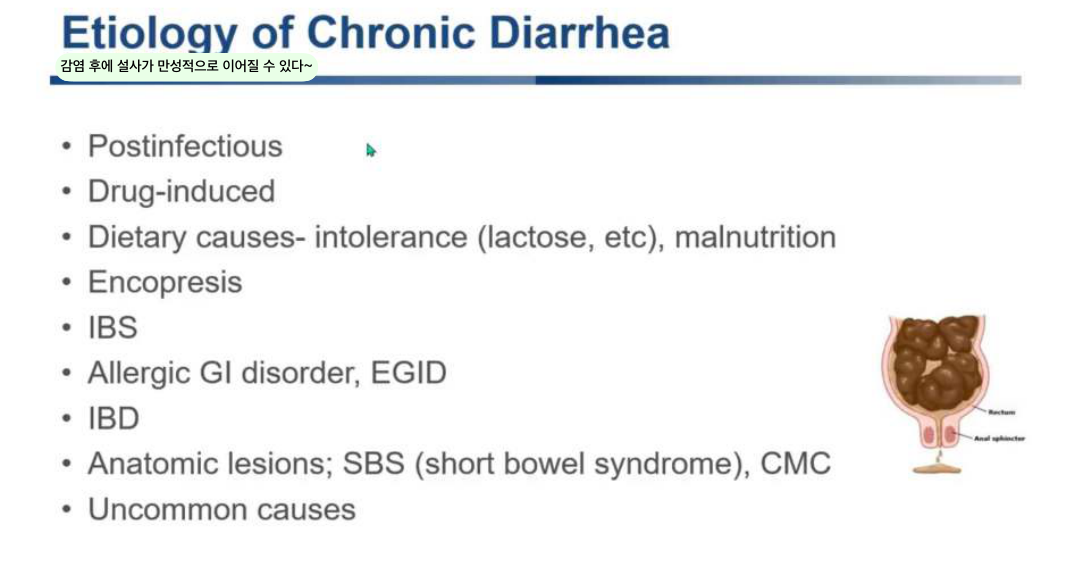 Etiology of Chronic Diarrhea
감염 후에 설사가 만성적으로 이어질 수 있다~
• Postinfectious
• Drug-induced
• Dietary causes- intolerance (lactose, etc), malnutrition
• Encopresis
• IBS
• Allergic GI disorder, EGID
• IBD
• Anatomic lesions; SBS (short bowel syndrome), CMC
• Uncommon causes
Rectum
Anal sphincter